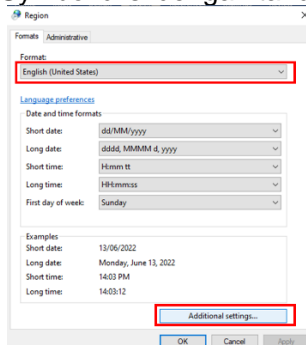 Region
Formats Administrative
Format:
English (United States)
Language preferences
Date and time formats
Short date: dd/MM/yyyy
Long date: dddd, MMMM d, yyyy
Short time: H:mm tt
Long time: HH:mm:ss
First day of week: Sunday
Examples
Short date: 13/06/2022
Long date: Monday, June 13, 2022
Short time: 14:03 PM
Long time: 14:03:12
Additional settings...
OK Cancel Apply